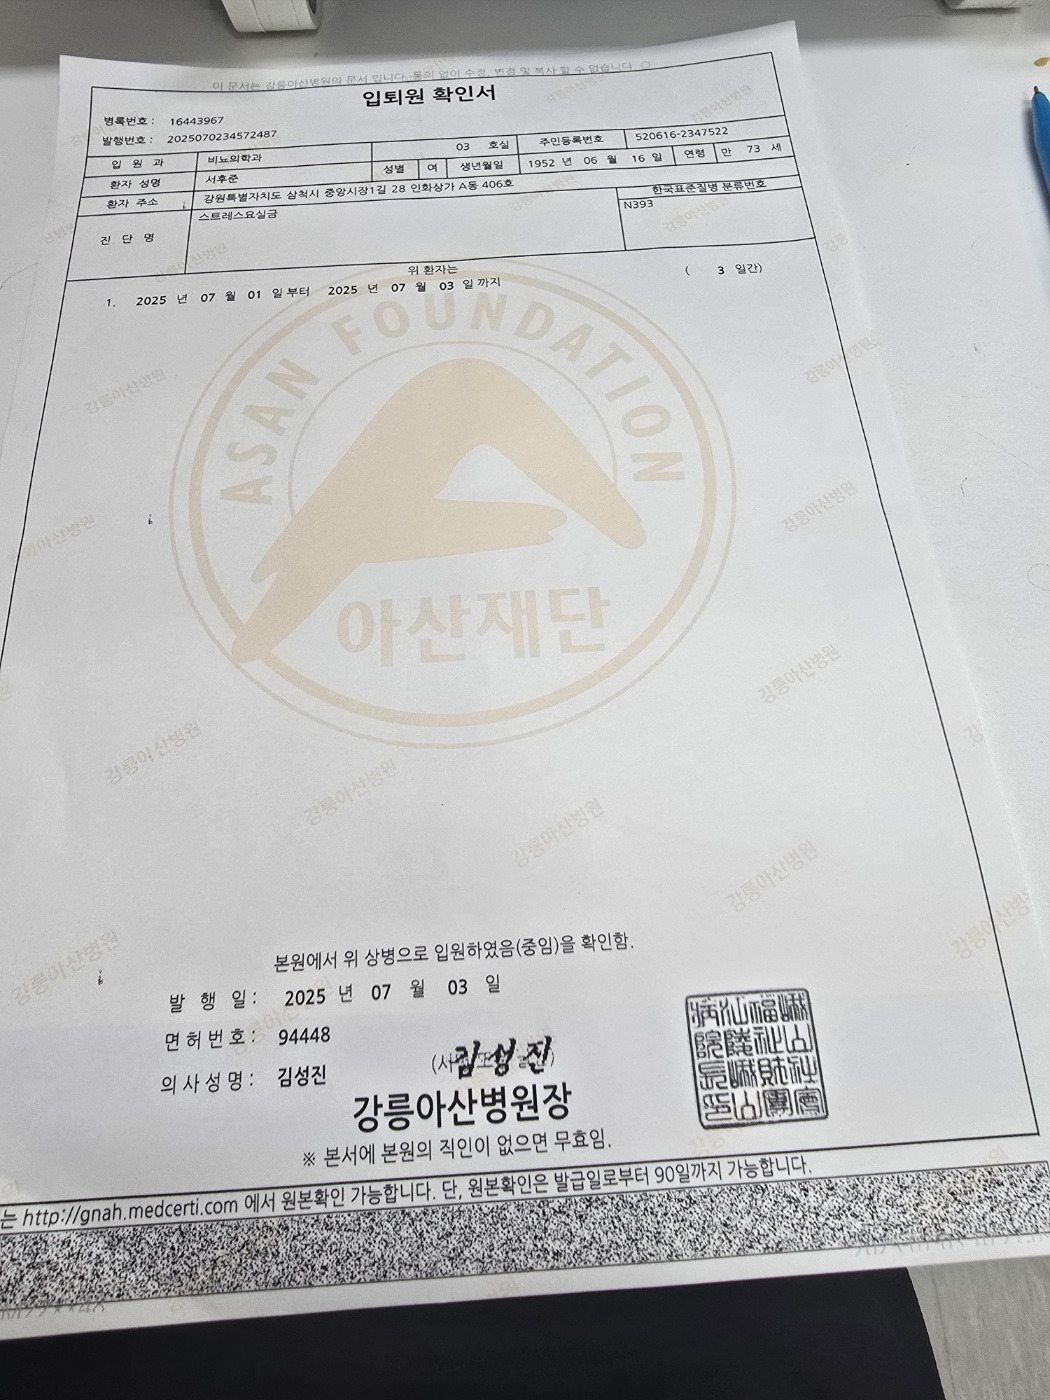 이 문서는 강릉아산병원의 문서 입니다. 동의 없이 수정, 변경 및 복사 할 수 없습니다
입퇴원 확인서
병록번호 : 16443967
발행번호 : 2025070234572487
입 원 과 비뇨의학과 03 호실 주민등록번호 520616-2347522
환자 성명 서후준 성별 여 생년월일 1952 년 06 월 16 일 연령 만 73 세
환자 주소 강원특별자치도 삼척시 중앙시장1길 28 인화상가 A동 406호 한국표준질병 분류번호
진 단 명 스트레스요실금 N393
위 환자는
1. 2025 년 07 월 01 일 부터 2025 년 07 월 03 일 까지 ( 3 일간)
ASAN FOUNDATION
아산재단
강릉아산병원
본원에서 위 상병으로 입원하였음(중임)을 확인함.
발 행 일 : 2025 년 07 월 03 일
면허번호 : 94448
의사성명 : 김성진 김성진
강릉아산병원장
※ 본서에 본원의 직인이 없으면 무효임.
는 http://gnah.medcerti.com 에서 원본확인 가능합니다. 단, 원본확인은 발급일로부터 90일까지 가능합니다.